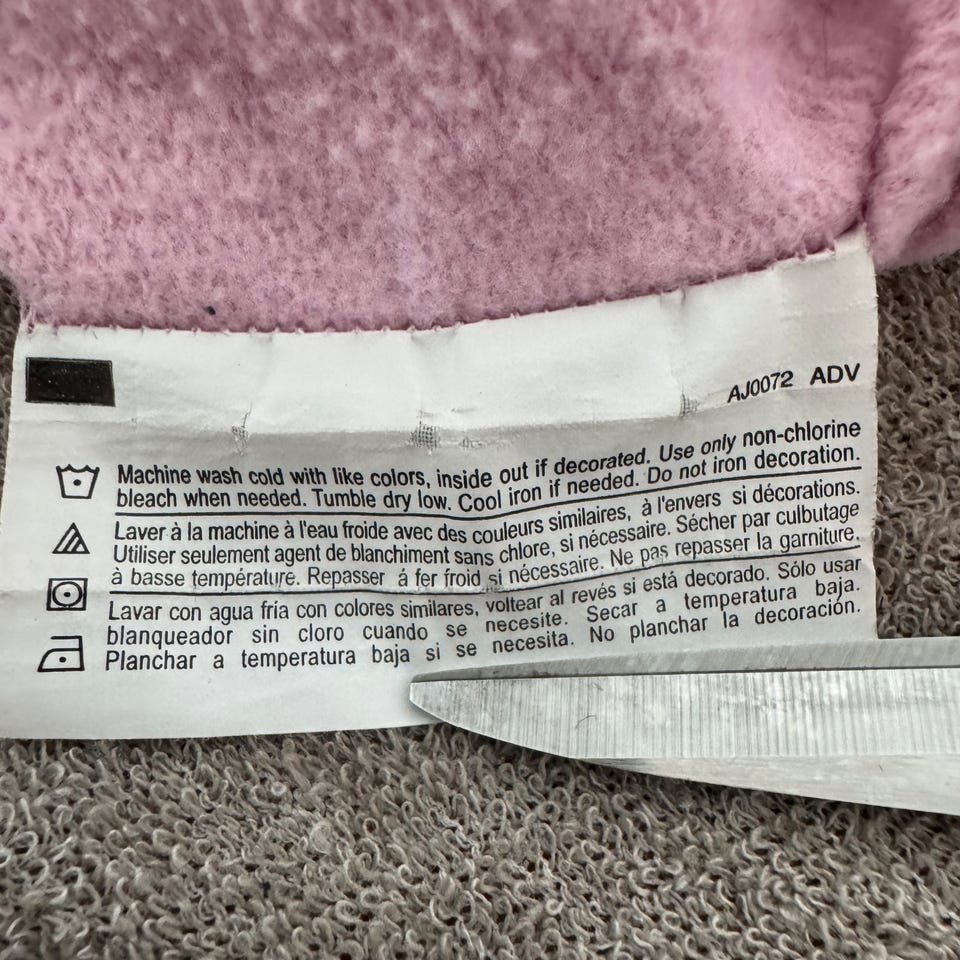 AJ0072 ADV
Machine wash cold with like colors, inside out if decorated. Use only non-chlorine
bleach when needed. Tumble dry low. Cool iron if needed. Do not iron decoration.
Laver à la machine à l'eau froide avec des couleurs similaires, à l'envers si décorations.
Utiliser seulement agent de blanchiment sans chlore, si nécessaire. Sécher par culbutage
à basse température. Repasser á fer froid si nécessaire. Ne pas repasser la garniture.
Lavar con agua fría con colores similares, voltear al revés si está decorado. Sólo usar
blanqueador sin cloro cuando se necesite. Secar a temperatura baja.
Planchar a temperatura baja si se necesita. No planchar la decoración.